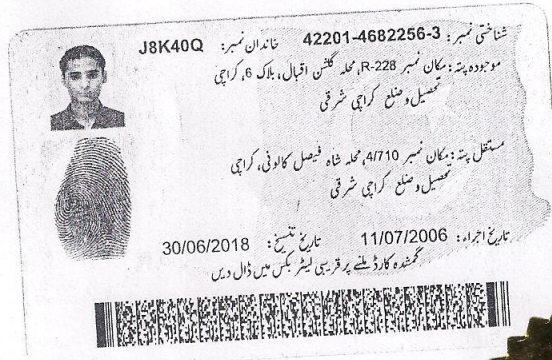 شناختی نمبر: 42201-4682256-3 خاندان نمبر: J8K40Q
موجودہ پتہ: مکان نمبر R-228، محلہ گلشن اقبال، بلاک 6، کراچی
تحصیل و ضلع کراچی شرقی
مستقل پتہ: مکان نمبر 4/710، محلہ شاہ فیصل کالونی، کراچی
تحصیل و ضلع کراچی شرقی
تاریخ اجراء: 11/07/2006 تاریخ تنسیخ: 30/06/2018
گمشدہ کارڈ ملنے پر قریبی لیٹر بکس میں ڈال دیں